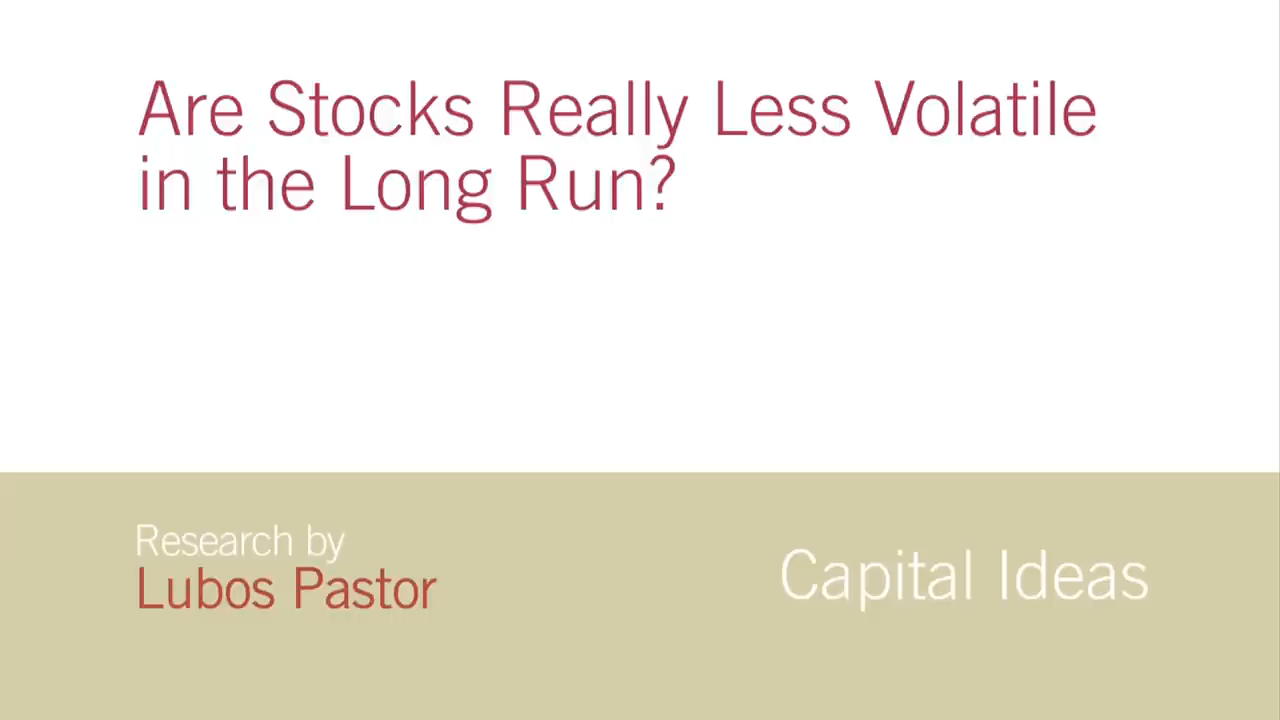 Are Stocks Really Less Volatile
in the Long Run?
Research by
Lubos Pastor
Capital Ideas